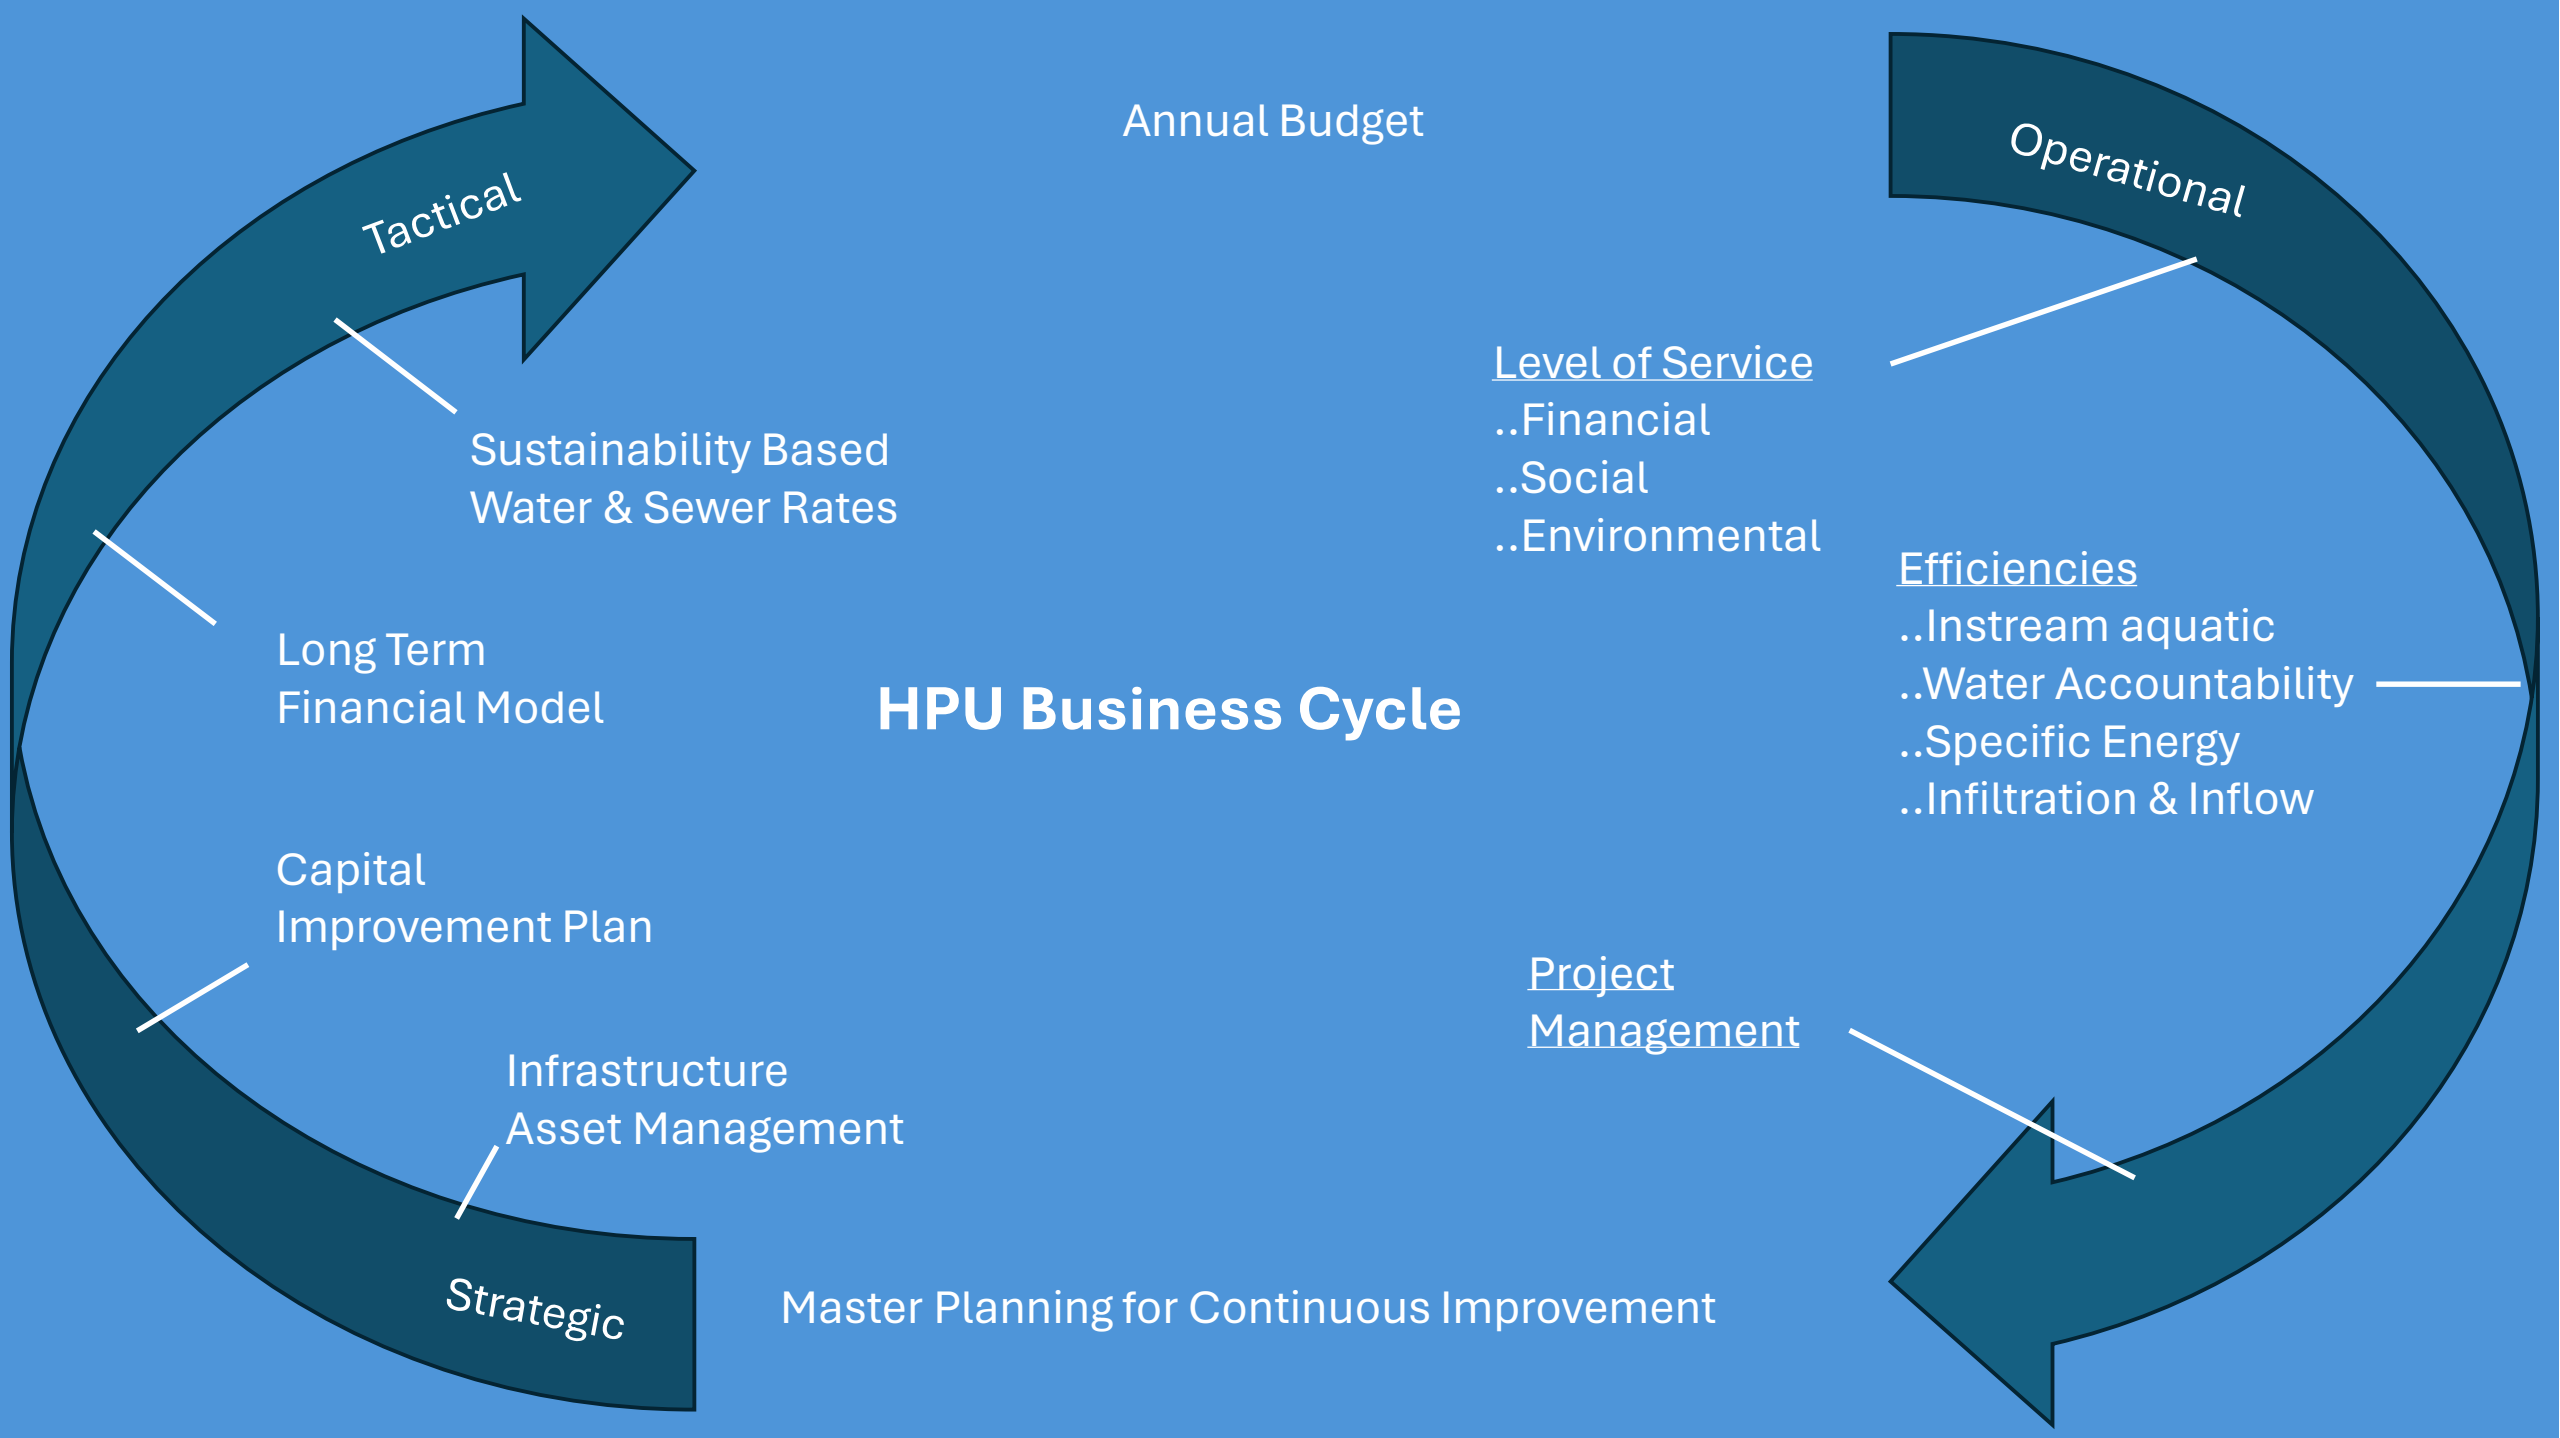 Annual Budget
Tactical
Operational
Sustainability Based
Water & Sewer Rates
Level of Service
..Financial
..Social
..Environmental
Efficiencies
..Instream aquatic
..Water Accountability
..Specific Energy
..Infiltration & Inflow
Long Term
Financial Model
HPU Business Cycle
Capital
Improvement Plan
Project
Management
Infrastructure
Asset Management
Strategic
Master Planning for Continuous Improvement